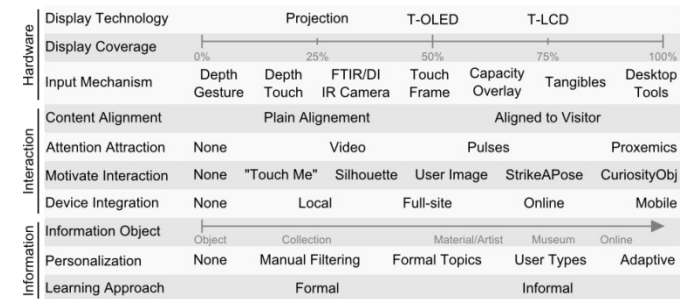 Hardware
Display Technology Projection T-OLED T-LCD
Display Coverage 0% 25% 50% 75% 100%
Input Mechanism Depth Gesture Depth Touch FTIR/DI IR Camera Touch Frame Capacity Overlay Tangibles Desktop Tools
Interaction
Content Alignment Plain Alignement Aligned to Visitor
Attention Attraction None Video Pulses Proxemics
Motivate Interaction None "Touch Me" Silhouette User Image StrikeAPose CuriosityObj
Device Integration None Local Full-site Online Mobile
Information
Information Object Object Collection Material/Artist Museum Online
Personalization None Manual Filtering Formal Topics User Types Adaptive
Learning Approach Formal Informal